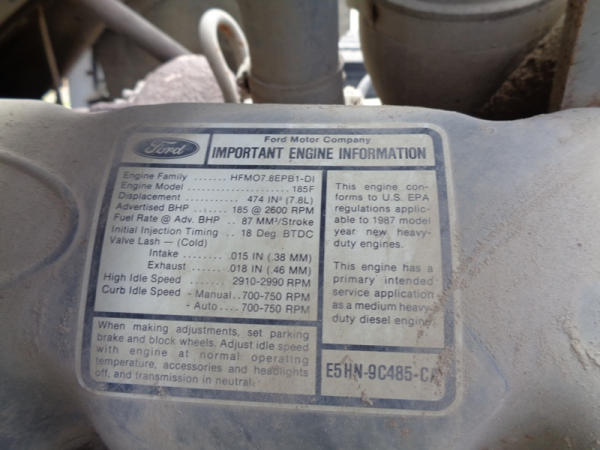 Ford
Ford Motor Company
IMPORTANT ENGINE INFORMATION
Engine Family ........ HFMO7.8EPB1-DI
Engine Model ...................... 185F
Displacement ........ 474 IN³ (7.8L)
Advertised BHP ..... 185 @ 2600 RPM
Fuel Rate @ Adv. BHP .. 87 MM³/Stroke
Initial Injection Timing .. 18 Deg. BTDC
Valve Lash — (Cold)
Intake ........ .015 IN (.38 MM)
Exhaust ....... .018 IN (.46 MM)
High Idle Speed ..... 2910-2990 RPM
Curb Idle Speed - Manual..700-750 RPM
- Auto ....700-750 RPM
This engine con-
forms to U.S. EPA
regulations applic-
able to 1987 model
year new heavy-
duty engines.
This engine has a
primary intended
service application
as a medium heavy-
duty diesel engine.
When making adjustments, set parking
brake and block wheels. Adjust idle speed
with engine at normal operating
temperature, accessories and headlights
off, and transmission in neutral.
E5HN-9C485-CA